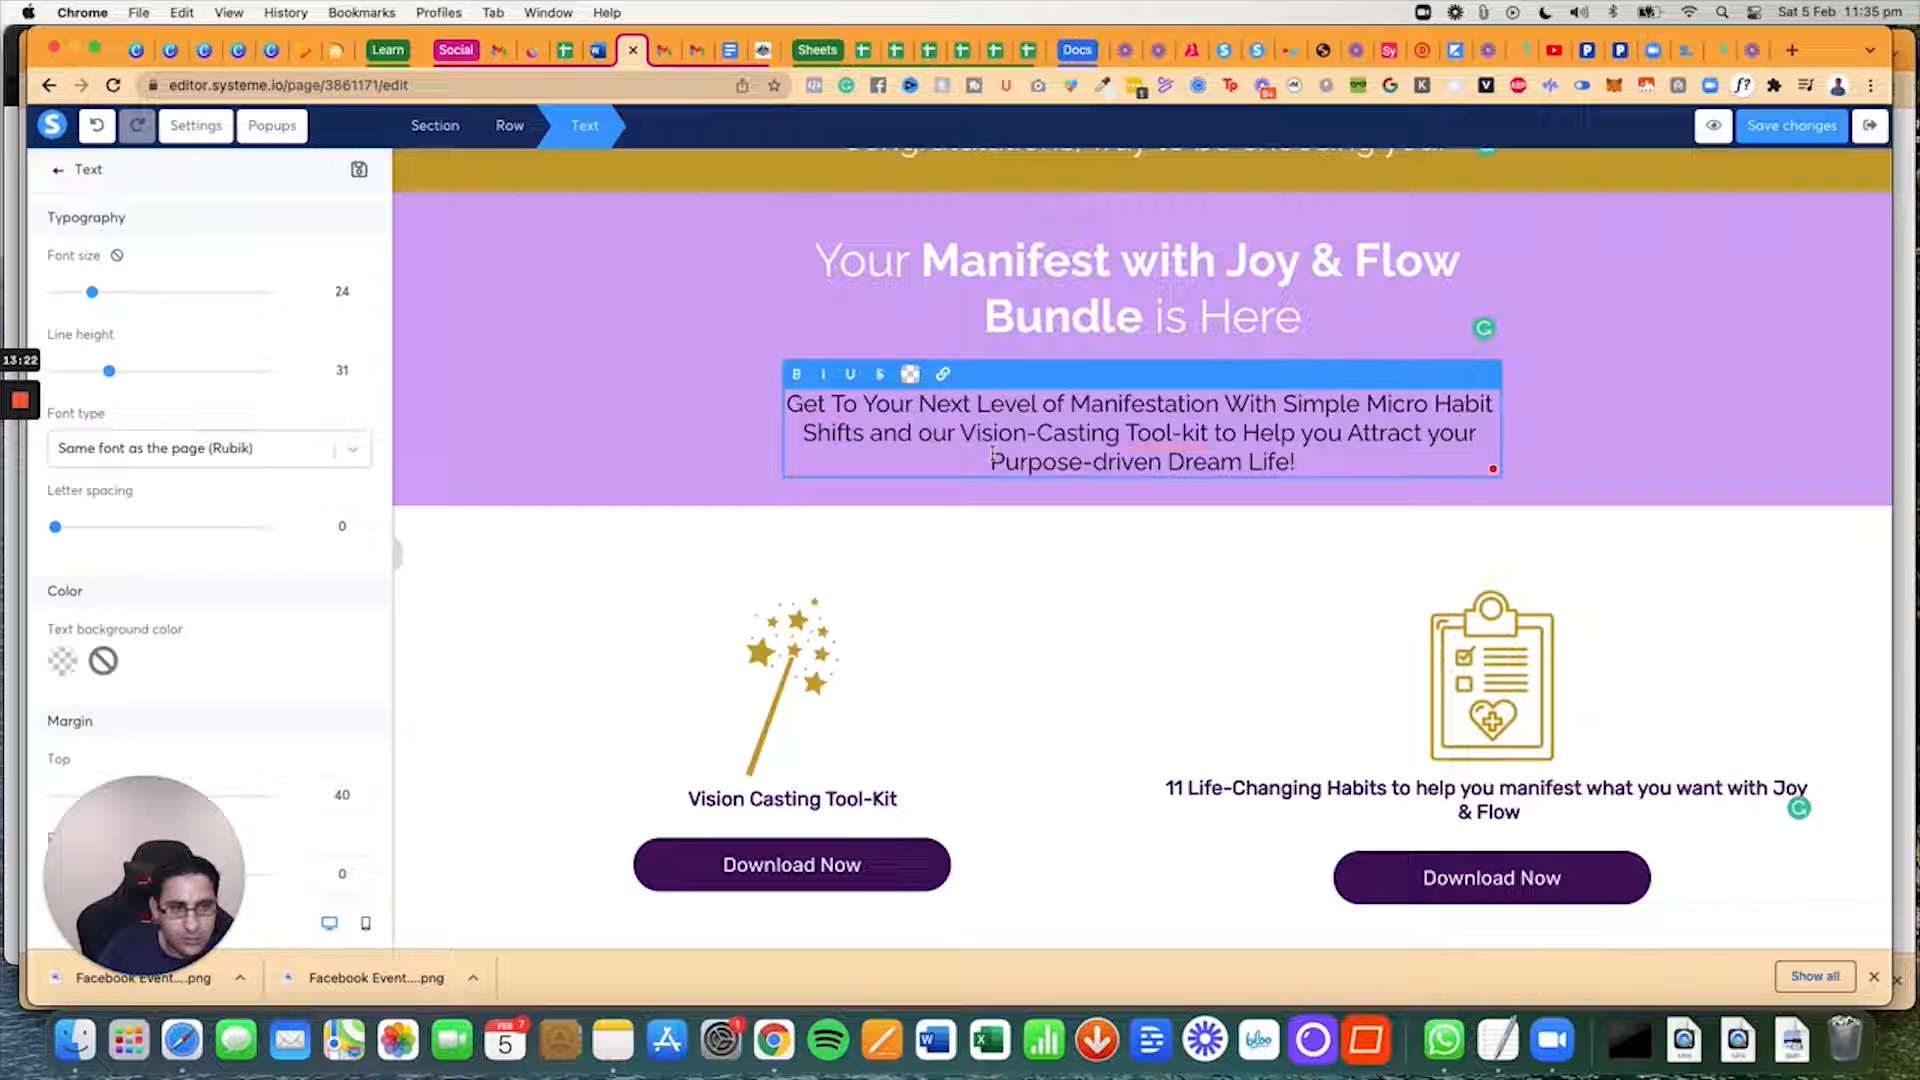 Chrome File Edit View History Bookmarks Profiles Tab Window Help
Sat 5 Feb 11:35 pm
Learn Social Sheets Docs
editor.systeme.io/page/3861171/edit
Settings Popups Section Row Text Save changes
Text
Typography
Font size
24
Line height
31
13:22
Font type
Same font as the page (Rubik)
Letter spacing
0
Color
Text background color
Margin
Top
40
0
Your Manifest with Joy & Flow
Bundle is Here
B I U S
Get To Your Next Level of Manifestation With Simple Micro Habit
Shifts and our Vision-Casting Tool-kit to Help you Attract your
Purpose-driven Dream Life!
Vision Casting Tool-Kit
Download Now
11 Life-Changing Habits to help you manifest what you want with Joy
& Flow
Download Now
Facebook Event....png
Facebook Event....png
Show all
FEB
5
bloo